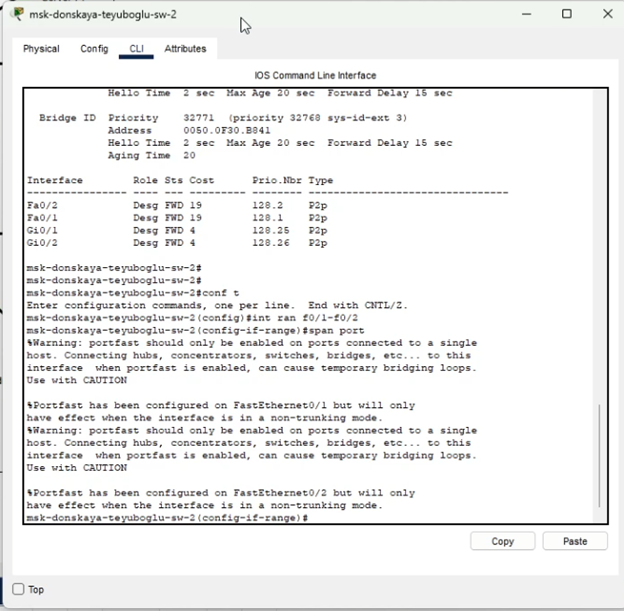 msk-donskaya-teyuboglu-sw-2
Physical Config CLI Attributes
IOS Command Line Interface
Hello Time 2 sec Max Age 20 sec Forward Delay 15 sec
Bridge ID Priority 32771 (priority 32768 sys-id-ext 3)
Address 0050.0F30.B841
Hello Time 2 sec Max Age 20 sec Forward Delay 15 sec
Aging Time 20
Interface Role Sts Cost Prio.Nbr Type
---------------- ---- --- --------- -------- --------------------------------
Fa0/2 Desg FWD 19 128.2 P2p
Fa0/1 Desg FWD 19 128.1 P2p
Gi0/1 Desg FWD 4 128.25 P2p
Gi0/2 Desg FWD 4 128.26 P2p
msk-donskaya-teyuboglu-sw-2#
msk-donskaya-teyuboglu-sw-2#
msk-donskaya-teyuboglu-sw-2#conf t
Enter configuration commands, one per line. End with CNTL/Z.
msk-donskaya-teyuboglu-sw-2(config)#int ran f0/1-f0/2
msk-donskaya-teyuboglu-sw-2(config-if-range)#span port
%Warning: portfast should only be enabled on ports connected to a single
host. Connecting hubs, concentrators, switches, bridges, etc... to this
interface when portfast is enabled, can cause temporary bridging loops.
Use with CAUTION
%Portfast has been configured on FastEthernet0/1 but will only
have effect when the interface is in a non-trunking mode.
%Warning: portfast should only be enabled on ports connected to a single
host. Connecting hubs, concentrators, switches, bridges, etc... to this
interface when portfast is enabled, can cause temporary bridging loops.
Use with CAUTION
%Portfast has been configured on FastEthernet0/2 but will only
have effect when the interface is in a non-trunking mode.
msk-donskaya-teyuboglu-sw-2(config-if-range)#
Copy Paste
Top